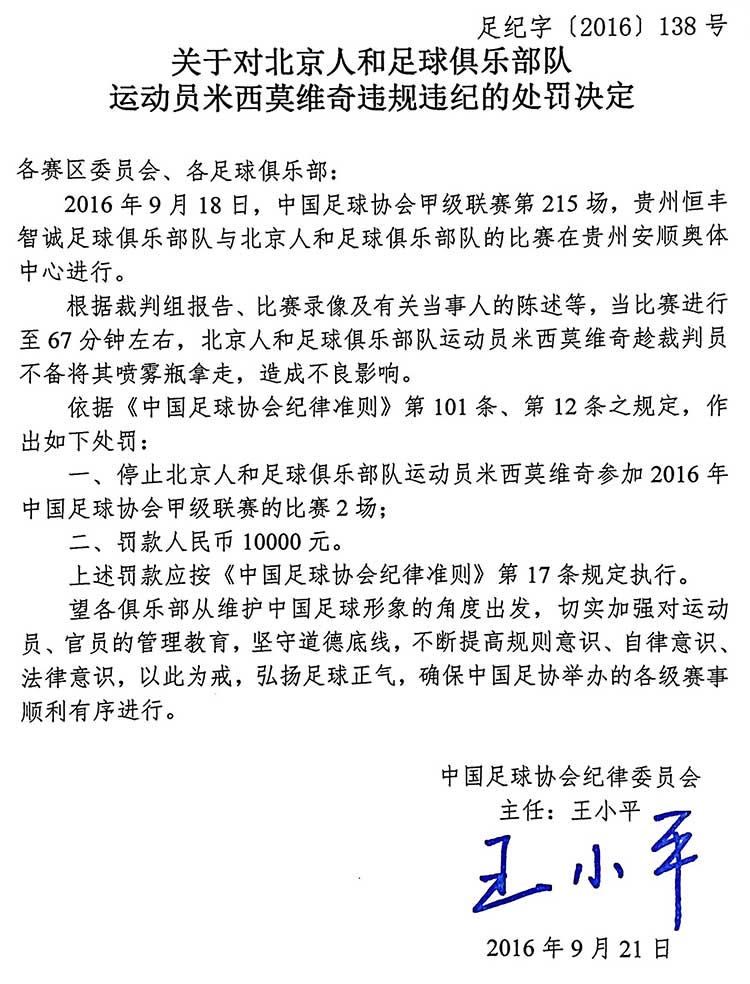 足纪字〔2016〕138 号
关于对北京人和足球俱乐部队
运动员米西莫维奇违规违纪的处罚决定
各赛区委员会、各足球俱乐部：
2016 年 9 月 18 日，中国足球协会甲级联赛第 215 场，贵州恒丰
智诚足球俱乐部队与北京人和足球俱乐部队的比赛在贵州安顺奥体
中心进行。
根据裁判组报告、比赛录像及有关当事人的陈述等，当比赛进行
至 67 分钟左右，北京人和足球俱乐部队运动员米西莫维奇趁裁判员
不备将其喷雾瓶拿走，造成不良影响。
依据《中国足球协会纪律准则》第 101 条、第 12 条之规定，作
出如下处罚：
一、停止北京人和足球俱乐部队运动员米西莫维奇参加 2016 年
中国足球协会甲级联赛的比赛 2 场；
二、罚款人民币 10000 元。
上述罚款应按《中国足球协会纪律准则》第 17 条规定执行。
望各俱乐部从维护中国足球形象的角度出发，切实加强对运动
员、官员的管理教育，坚守道德底线，不断提高规则意识、自律意识、
法律意识，以此为戒，弘扬足球正气，确保中国足协举办的各级赛事
顺利有序进行。
中国足球协会纪律委员会
主任：王小平
王小平
2016 年 9 月 21 日